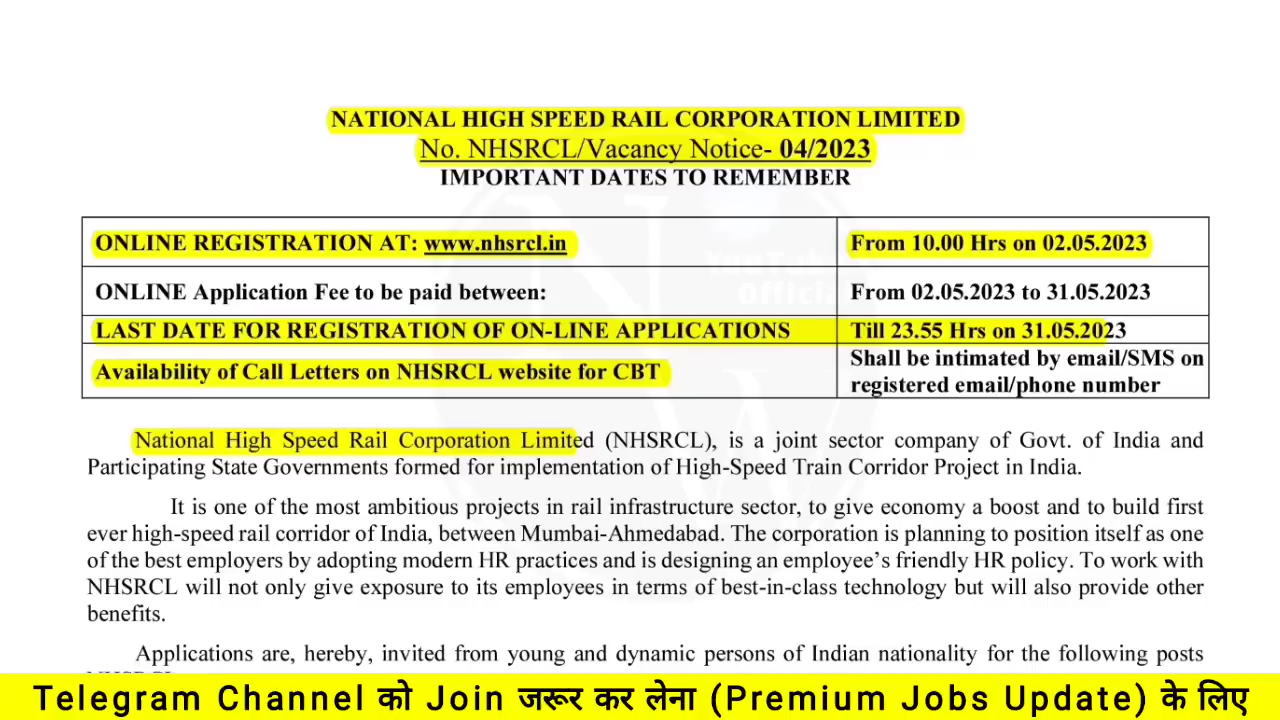 NATIONAL HIGH SPEED RAIL CORPORATION LIMITED
No. NHSRCL/Vacancy Notice- 04/2023
IMPORTANT DATES TO REMEMBER
ONLINE REGISTRATION AT: www.nhsrcl.in
From 10.00 Hrs on 02.05.2023
ONLINE Application Fee to be paid between:
From 02.05.2023 to 31.05.2023
LAST DATE FOR REGISTRATION OF ON-LINE APPLICATIONS
Till 23.55 Hrs on 31.05.2023
Availability of Call Letters on NHSRCL website for CBT
Shall be intimated by email/SMS on
registered email/phone number
National High Speed Rail Corporation Limited (NHSRCL), is a joint sector company of Govt. of India and
Participating State Governments formed for implementation of High-Speed Train Corridor Project in India.
It is one of the most ambitious projects in rail infrastructure sector, to give economy a boost and to build first
ever high-speed rail corridor of India, between Mumbai-Ahmedabad. The corporation is planning to position itself as one
of the best employers by adopting modern HR practices and is designing an employee's friendly HR policy. To work with
NHSRCL will not only give exposure to its employees in terms of best-in-class technology but will also provide other
benefits.
Applications are, hereby, invited from young and dynamic persons of Indian nationality for the following posts
Telegram Channel को Join जरूर कर लेना (Premium Jobs Update) के लिए